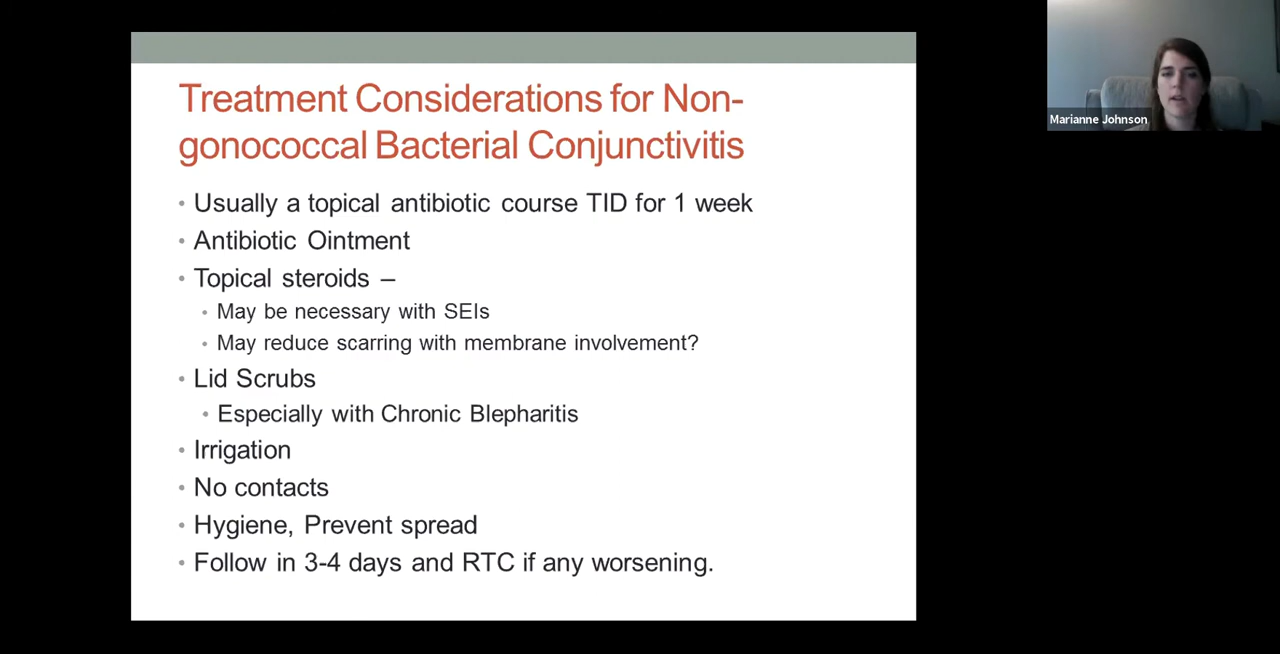 Treatment Considerations for Non-
gonococcal Bacterial Conjunctivitis
• Usually a topical antibiotic course TID for 1 week
• Antibiotic Ointment
• Topical steroids –
• May be necessary with SEIs
• May reduce scarring with membrane involvement?
• Lid Scrubs
• Especially with Chronic Blepharitis
• Irrigation
• No contacts
• Hygiene, Prevent spread
• Follow in 3-4 days and RTC if any worsening.
Marianne Johnson